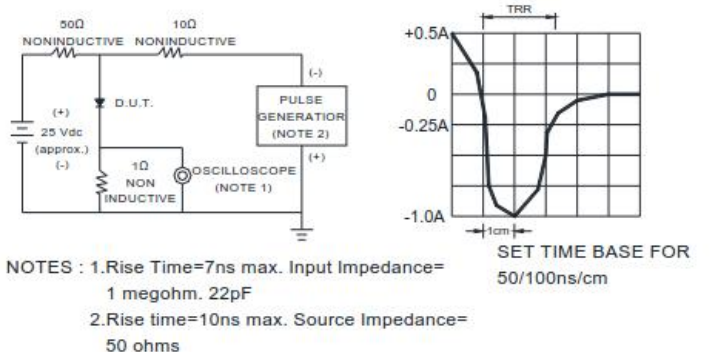 50Ω
NONINDUCTIVE
10Ω
NONINDUCTIVE
(-)
D.U.T.
PULSE
GENERATIOR
(NOTE 2)
(+)
(+)
25 Vdc
(approx.)
(-)
1Ω
NON
INDUCTIVE
OSCILLOSCOPE
(NOTE 1)
TRR
+0.5A
0
-0.25A
-1.0A
1cm
SET TIME BASE FOR
50/100ns/cm
NOTES : 1.Rise Time=7ns max. Input Impedance=
1 megohm. 22pF
2.Rise time=10ns max. Source Impedance=
50 ohms